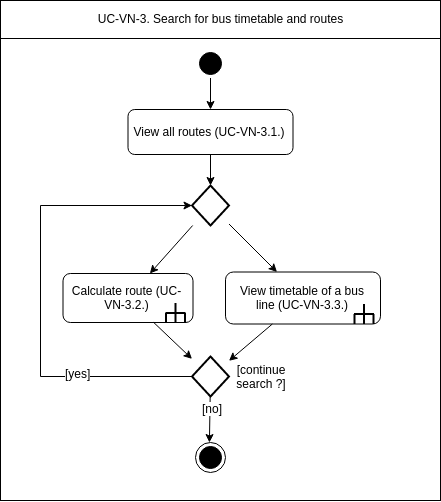 UC-VN-3. Search for bus timetable and routes
View all routes (UC-VN-3.1.)
Calculate route (UC-
VN-3.2.)
View timetable of a bus
line (UC-VN-3.3.)
[yes]
[continue
search ?]
[no]